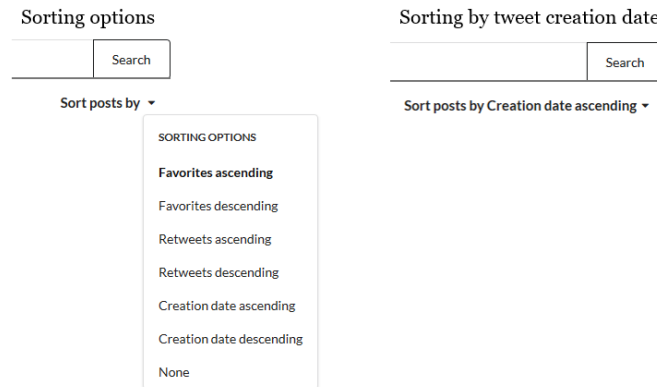 Sorting options
Search
Sort posts by
SORTING OPTIONS
Favorites ascending
Favorites descending
Retweets ascending
Retweets descending
Creation date ascending
Creation date descending
None
Sorting by tweet creation date
Search
Sort posts by Creation date ascending